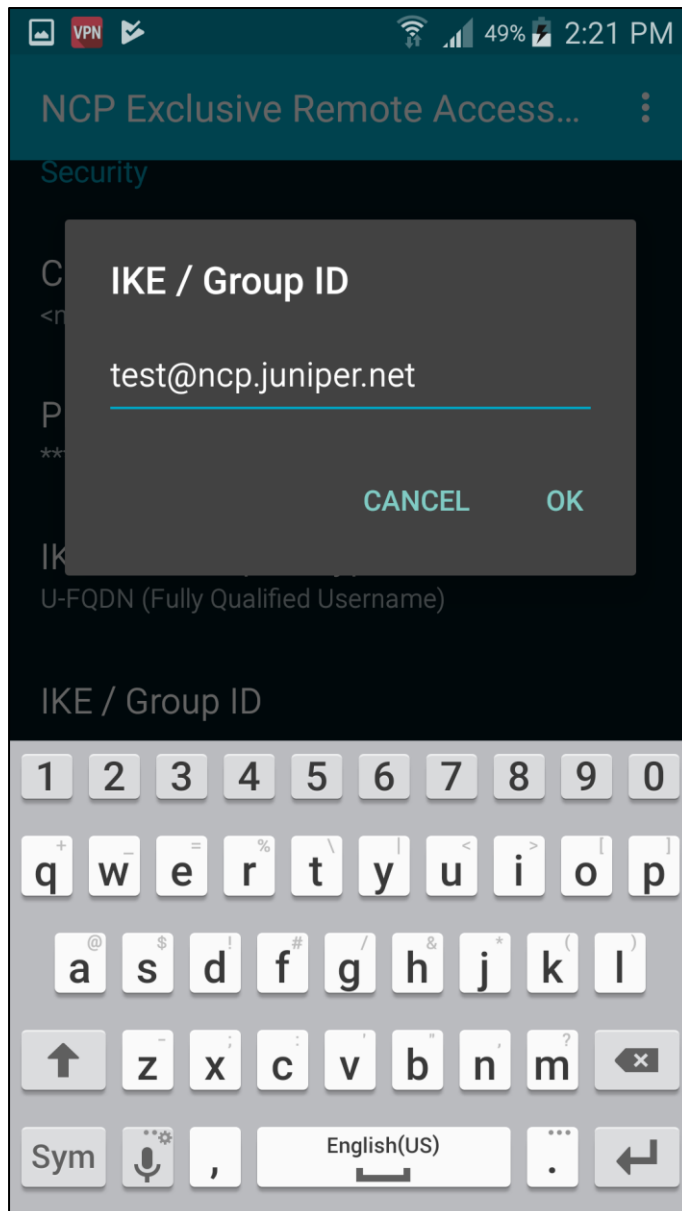 VPN 49% 2:21 PM
NCP Exclusive Remote Access...
Security
C
IKE / Group ID
<n
test@ncp.juniper.net
P
**
CANCEL OK
IK
U-FQDN (Fully Qualified Username)
IKE / Group ID
1 2 3 4 5 6 7 8 9 0
+ _ = % \ | < > [ ]
q w e r t y u i o p
@ $ ! # / & * ( )
a s d f g h j k l
- ; : ' " , ?
z x c v b n m
English(US)
Sym , .